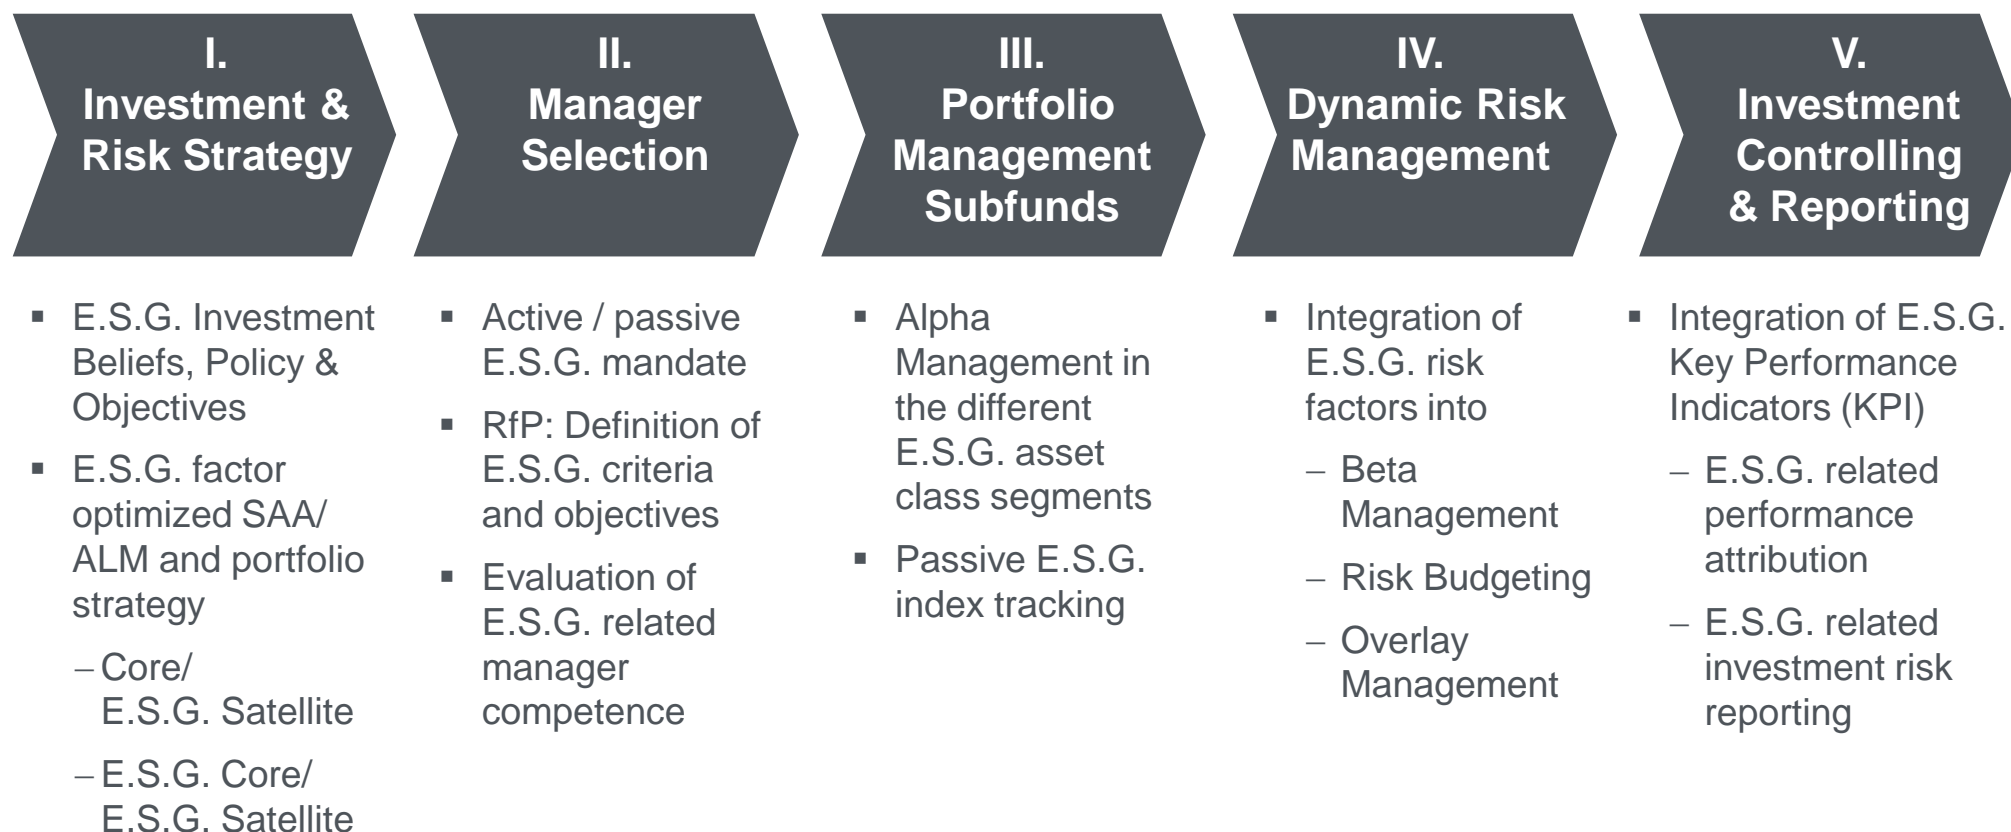 I.
Investment &
Risk Strategy
II.
Manager
Selection
III.
Portfolio
Management
Subfunds
IV.
Dynamic Risk
Management
V.
Investment
Controlling
& Reporting
▪ E.S.G. Investment
Beliefs, Policy &
Objectives
▪ E.S.G. factor
optimized SAA/
ALM and portfolio
strategy
– Core/
E.S.G. Satellite
– E.S.G. Core/
E.S.G. Satellite
▪ Active / passive
E.S.G. mandate
▪ RfP: Definition of
E.S.G. criteria
and objectives
▪ Evaluation of
E.S.G. related
manager
competence
▪ Alpha
Management in
the different
E.S.G. asset
class segments
▪ Passive E.S.G.
index tracking
▪ Integration of
E.S.G. risk
factors into
– Beta
Management
– Risk Budgeting
– Overlay
Management
▪ Integration of E.S.G.
Key Performance
Indicators (KPI)
– E.S.G. related
performance
attribution
– E.S.G. related
investment risk
reporting